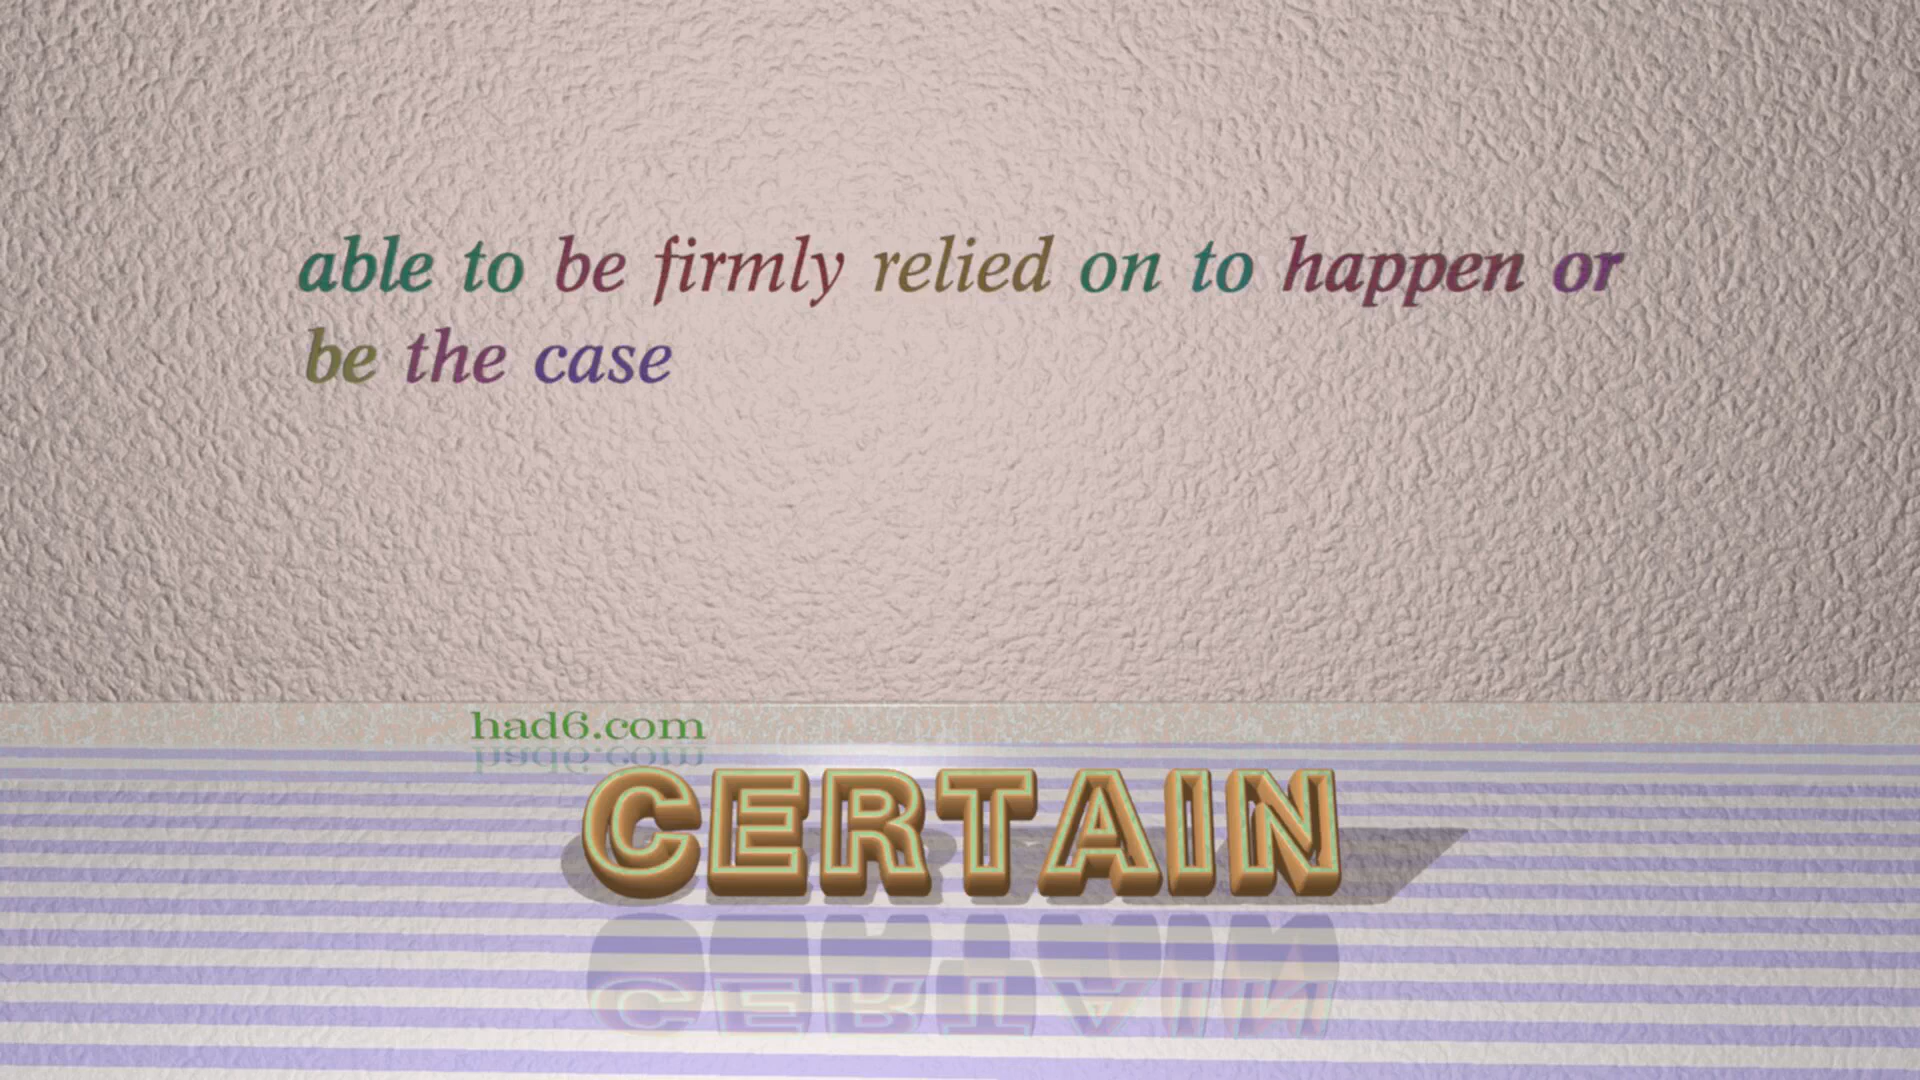 able to be firmly relied on to happen or
be the case
had6.com
CERTAIN